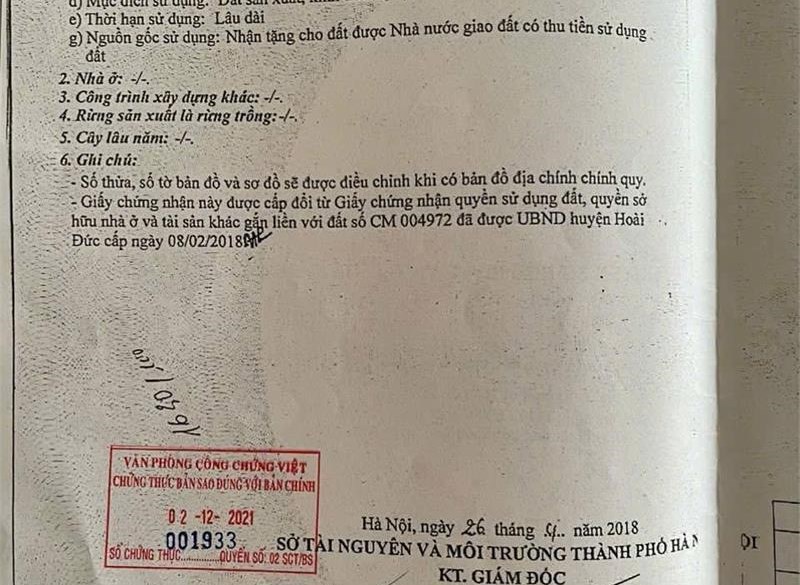 d) Mục đích sử dụng: Đất
e) Thời hạn sử dụng: Lâu dài
g) Nguồn gốc sử dụng: Nhận tặng cho đất được Nhà nước giao đất có thu tiền sử dụng
đất
2. Nhà ở: -/-.
3. Công trình xây dựng khác: -/-.
4. Rừng sản xuất là rừng trồng:-/-.
5. Cây lâu năm: -/-.
6. Ghi chú:
- Số thửa, số tờ bản đồ và sơ đồ sẽ được điều chỉnh khi có bản đồ địa chính chính quy.
- Giấy chứng nhận này được cấp đổi từ Giấy chứng nhận quyền sử dụng đất, quyền sở
hữu nhà ở và tài sản khác gắn liền với đất số CM 004972 đã được UBND huyện Hoài
Đức cấp ngày 08/02/2018
VĂN PHÒNG CÔNG CHỨNG VIỆT
CHỨNG THỰC BẢN SAO ĐÚNG VỚI BẢN CHÍNH
02 -12- 2021
001933
SỐ CHỨNG THỰC..............QUYỂN SỐ: 02 SCT/BS
Hà Nội, ngày 26 tháng 4.. năm 2018
SỞ TÀI NGUYÊN VÀ MÔI TRƯỜNG THÀNH PHỐ HÀ N
KT. GIÁM ĐỐC